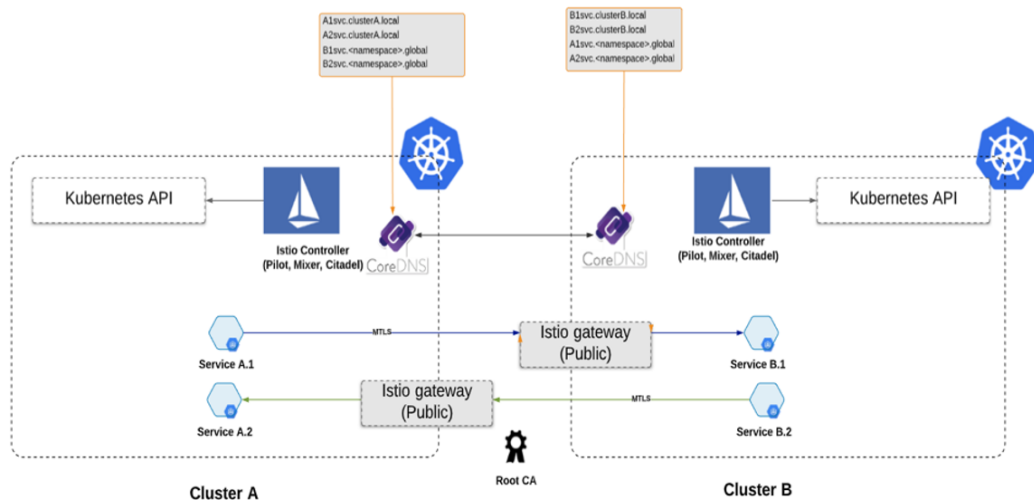 A1svc.clusterA.local
A2svc.clusterA.local
B1svc.<namespace>.global
B2svc.<namespace>.global
B1svc.clusterB.local
B2svc.clusterB.local
A1svc.<namespace>.global
A2svc.<namespace>.global
Kubernetes API
Istio Controller
(Pilot, Mixer, Citadel)
CoreDNS
CoreDNS
Istio Controller
(Pilot, Mixer, Citadel)
Kubernetes API
Service A.1
MTLS
Istio gateway
(Public)
Service B.1
Service A.2
Istio gateway
(Public)
MTLS
Service B.2
Root CA
Cluster A
Cluster B